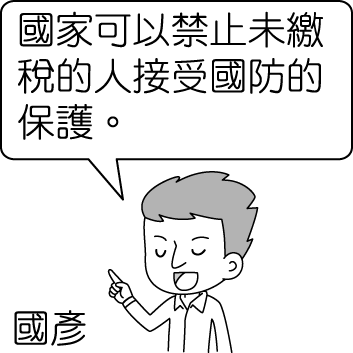 國家可以禁止未繳
稅的人接受國防的
保護。
國彥